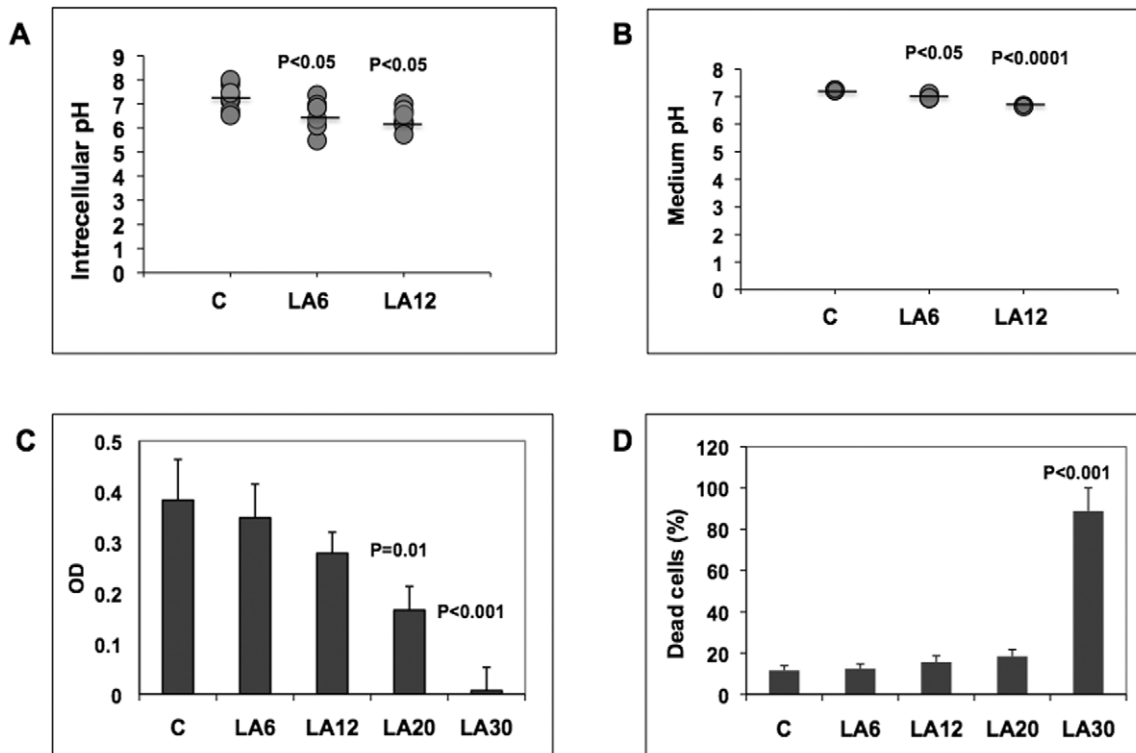 A
Intrecellular pH
9
8
7
6
5
4
3
2
1
0
P<0.05 P<0.05
C LA6 LA12
B
Medium pH
8
7
6
5
4
3
2
1
0
P<0.05 P<0.0001
C LA6 LA12
C
OD
0.5
0.4
0.3
0.2
0.1
0
P=0.01
P<0.001
C LA6 LA12 LA20 LA30
D
Dead cells (%)
120
100
80
60
40
20
0
P<0.001
C LA6 LA12 LA20 LA30